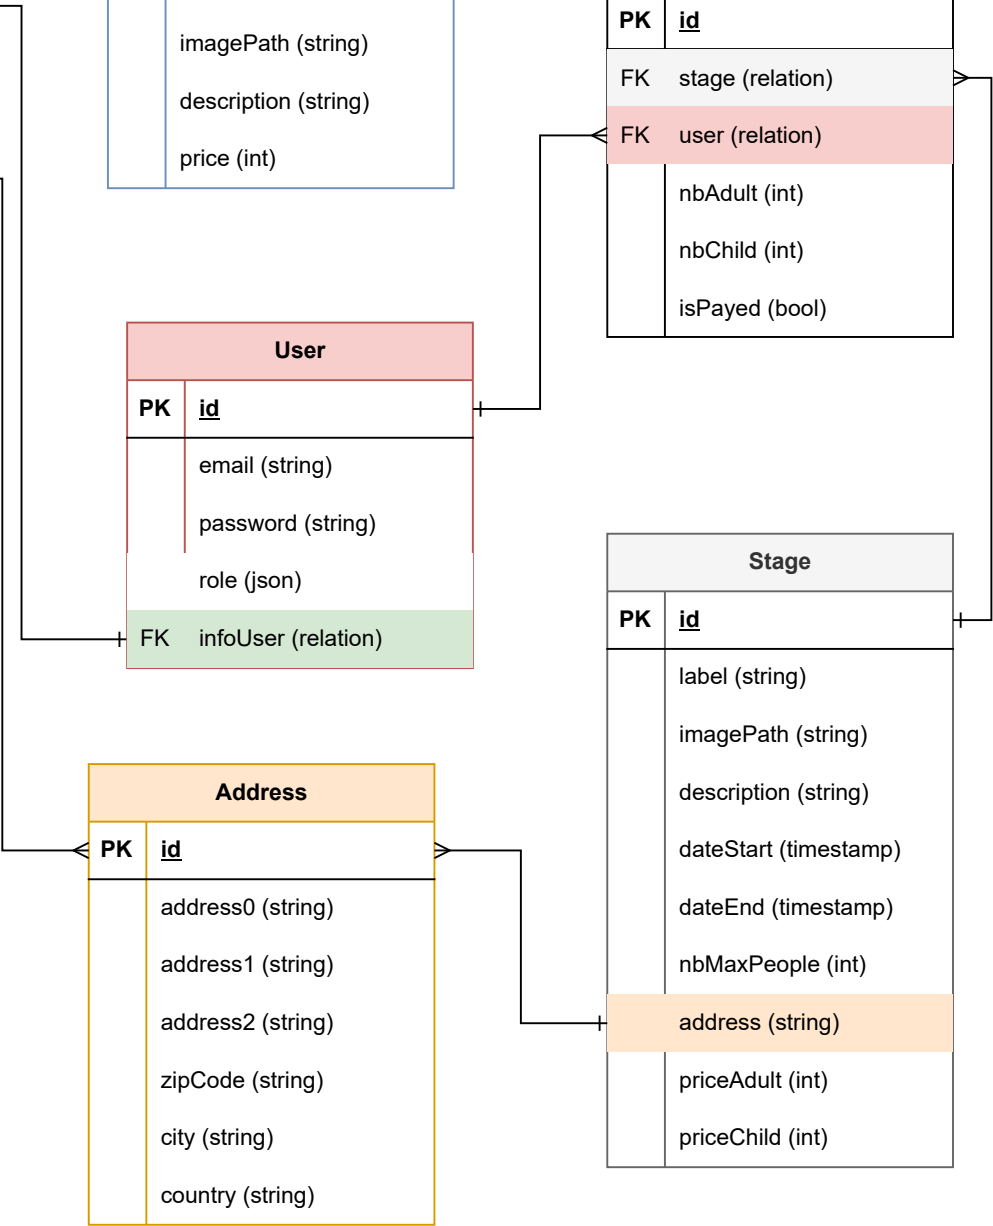 imagePath (string)
description (string)
price (int)
PK id
FK stage (relation)
FK user (relation)
nbAdult (int)
nbChild (int)
isPayed (bool)
User
PK id
email (string)
password (string)
role (json)
FK infoUser (relation)
Stage
PK id
label (string)
imagePath (string)
description (string)
dateStart (timestamp)
dateEnd (timestamp)
nbMaxPeople (int)
address (string)
priceAdult (int)
priceChild (int)
Address
PK id
address0 (string)
address1 (string)
address2 (string)
zipCode (string)
city (string)
country (string)